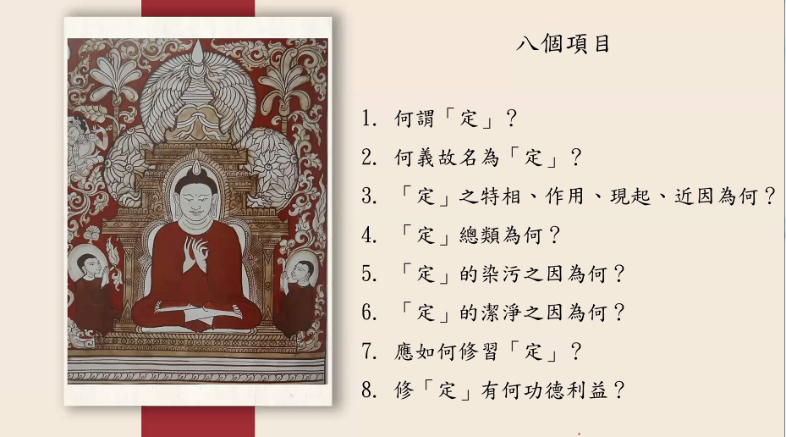 八個項目
1. 何謂「定」？
2. 何義故名為「定」？
3. 「定」之特相、作用、現起、近因為何？
4. 「定」總類為何？
5. 「定」的染污之因為何？
6. 「定」的潔淨之因為何？
7. 應如何修習「定」？
8. 修「定」有何功德利益？